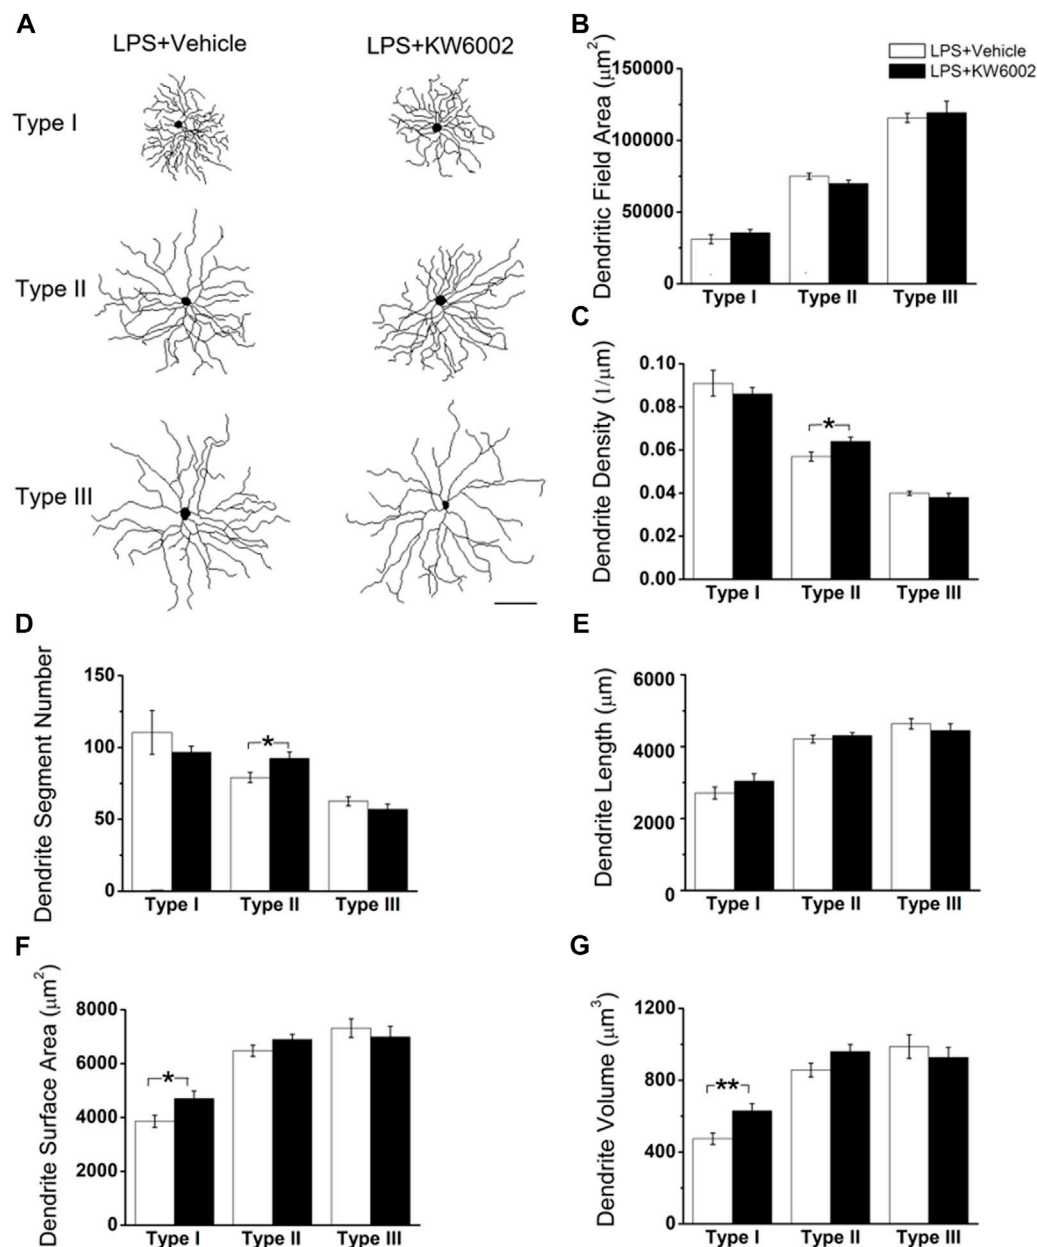 A
LPS+Vehicle
LPS+KW6002
Type I
Type II
Type III
B
LPS+Vehicle
LPS+KW6002
Dendritic Field Area (μm²)
150000
100000
50000
0
Type I Type II Type III
C
Dendrite Density (1/μm)
0.10
0.08
0.06
0.04
0.02
0.00
*
Type I Type II Type III
D
Dendrite Segment Number
150
100
50
0
*
Type I Type II Type III
E
Dendrite Length (μm)
6000
4000
2000
0
Type I Type II Type III
F
Dendrite Surface Area (μm²)
8000
6000
4000
2000
0
*
Type I Type II Type III
G
Dendrite Volume (μm³)
1200
800
400
0
**
Type I Type II Type III